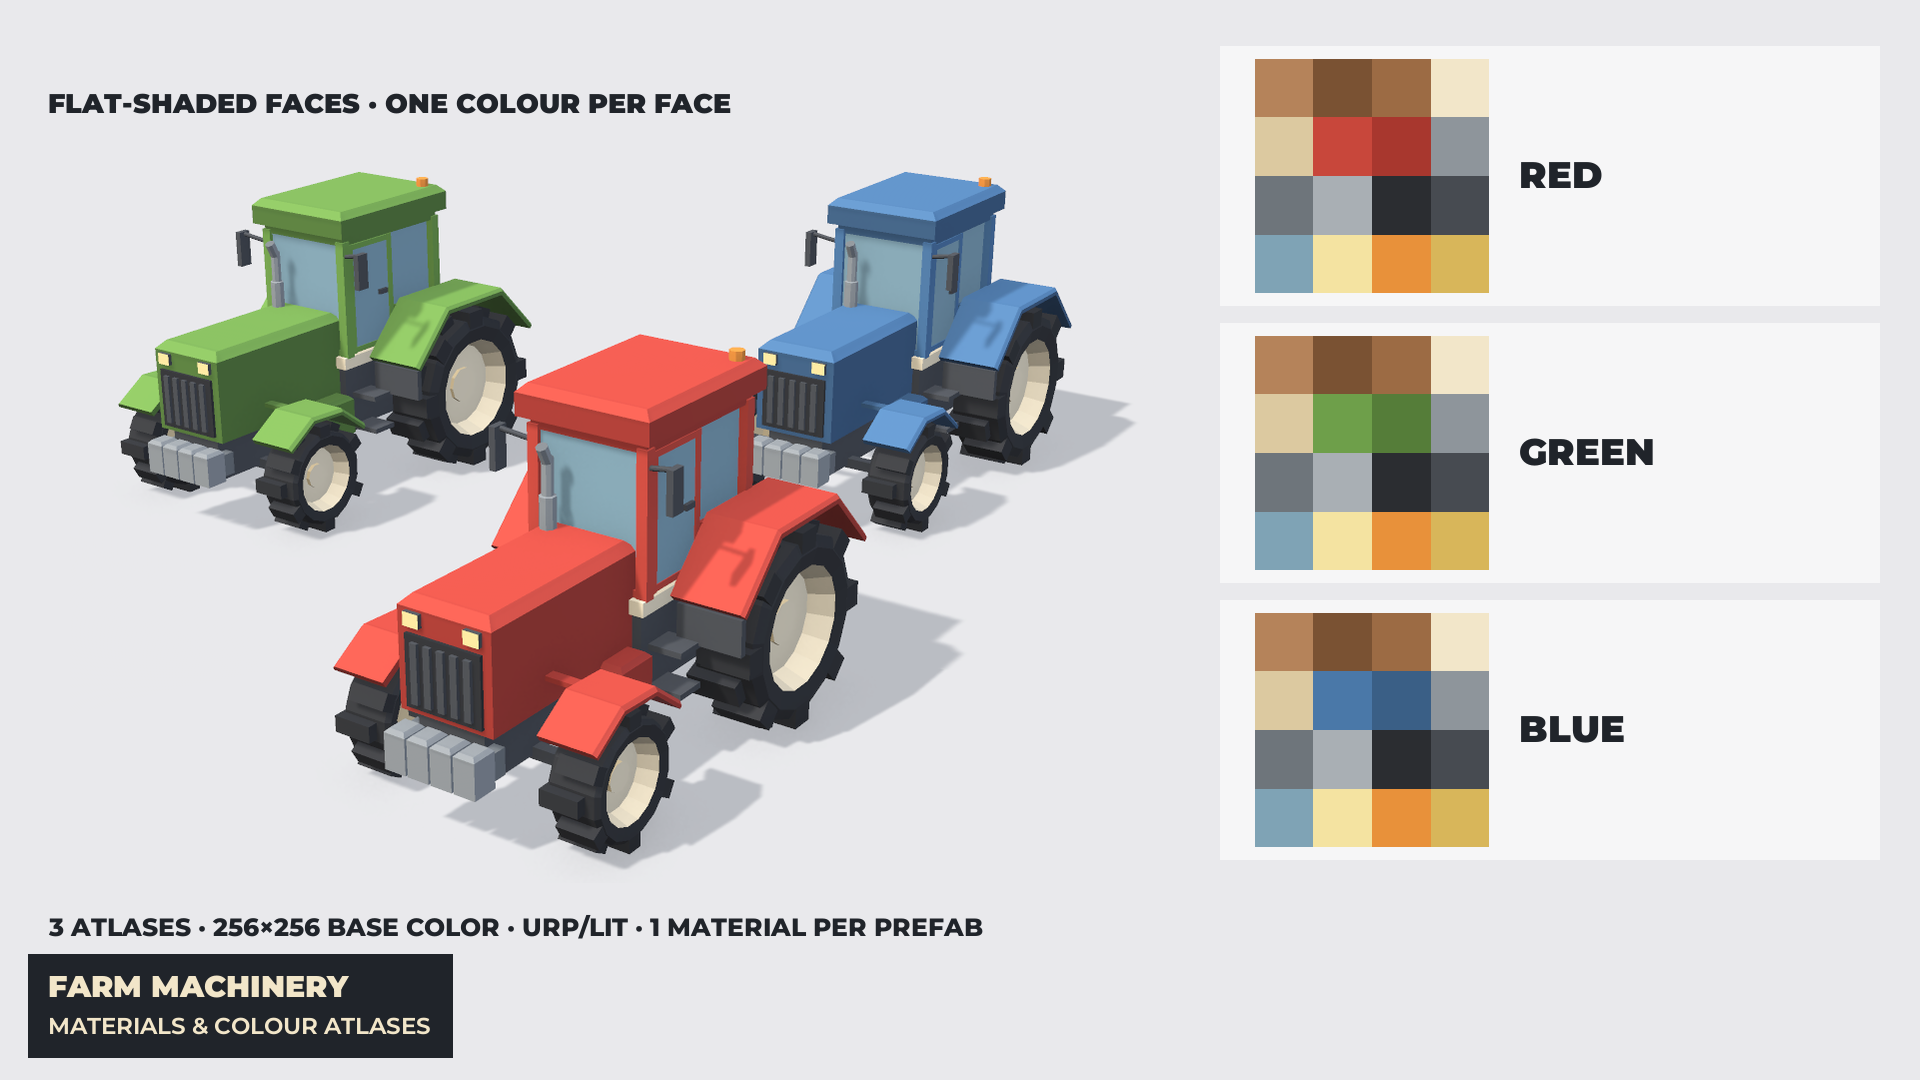 FLAT-SHADED FACES • ONE COLOUR PER FACE
RED
GREEN
BLUE
3 ATLASES • 256×256 BASE COLOR • URP/LIT • 1 MATERIAL PER PREFAB
FARM MACHINERY
MATERIALS & COLOUR ATLASES